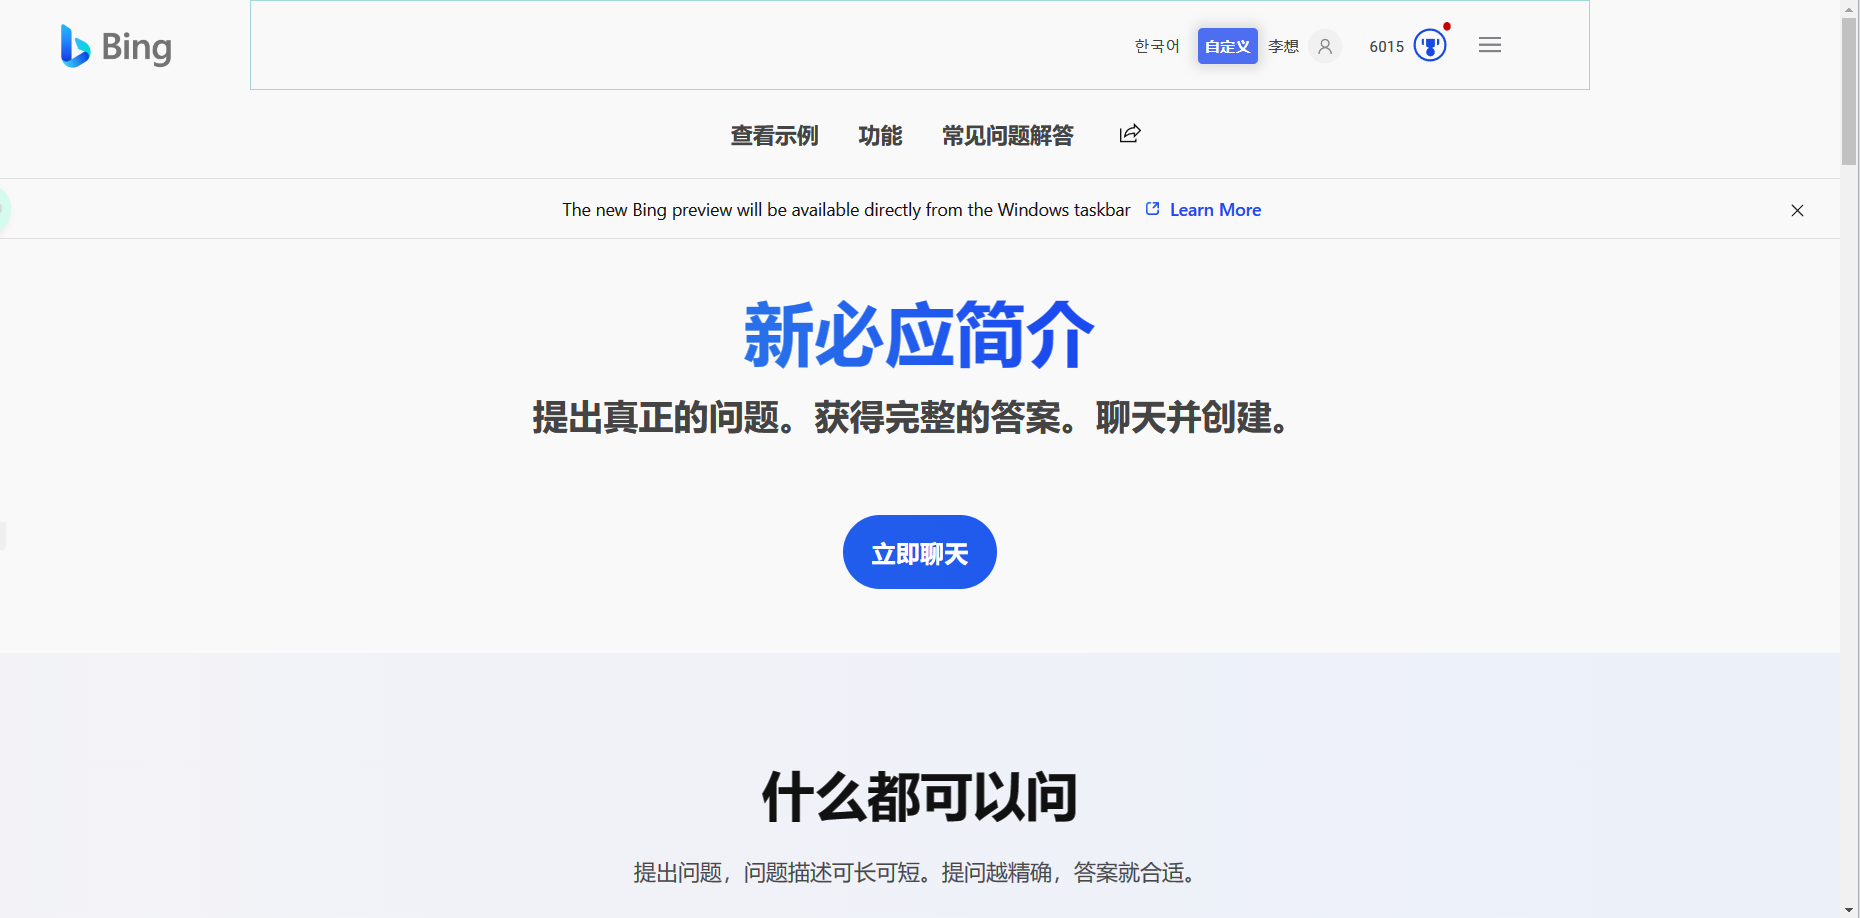 Bing
한국어 自定义 李想 6015
查看示例 功能 常见问题解答
The new Bing preview will be available directly from the Windows taskbar Learn More
新必应简介
提出真正的问题。获得完整的答案。聊天并创建。
立即聊天
什么都可以问
提出问题，问题描述可长可短。提问越精确，答案就合适。